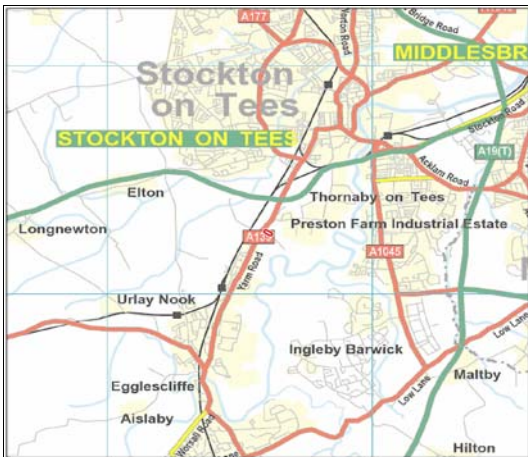 A177
Norton Road
Bridge Road
MIDDLESBR
Stockton
on Tees
STOCKTON ON TEES
Stockton Road
A19(T)
Acklam Road
Elton
Thornaby on Tees
Longnewton
Preston Farm Industrial Estate
A135
A1045
Yarm Road
Urlay Nook
Ingleby Barwick
Low Lane
Maltby
Egglescliffe
Low Lane
Aislaby
Worsall Road
Hilton